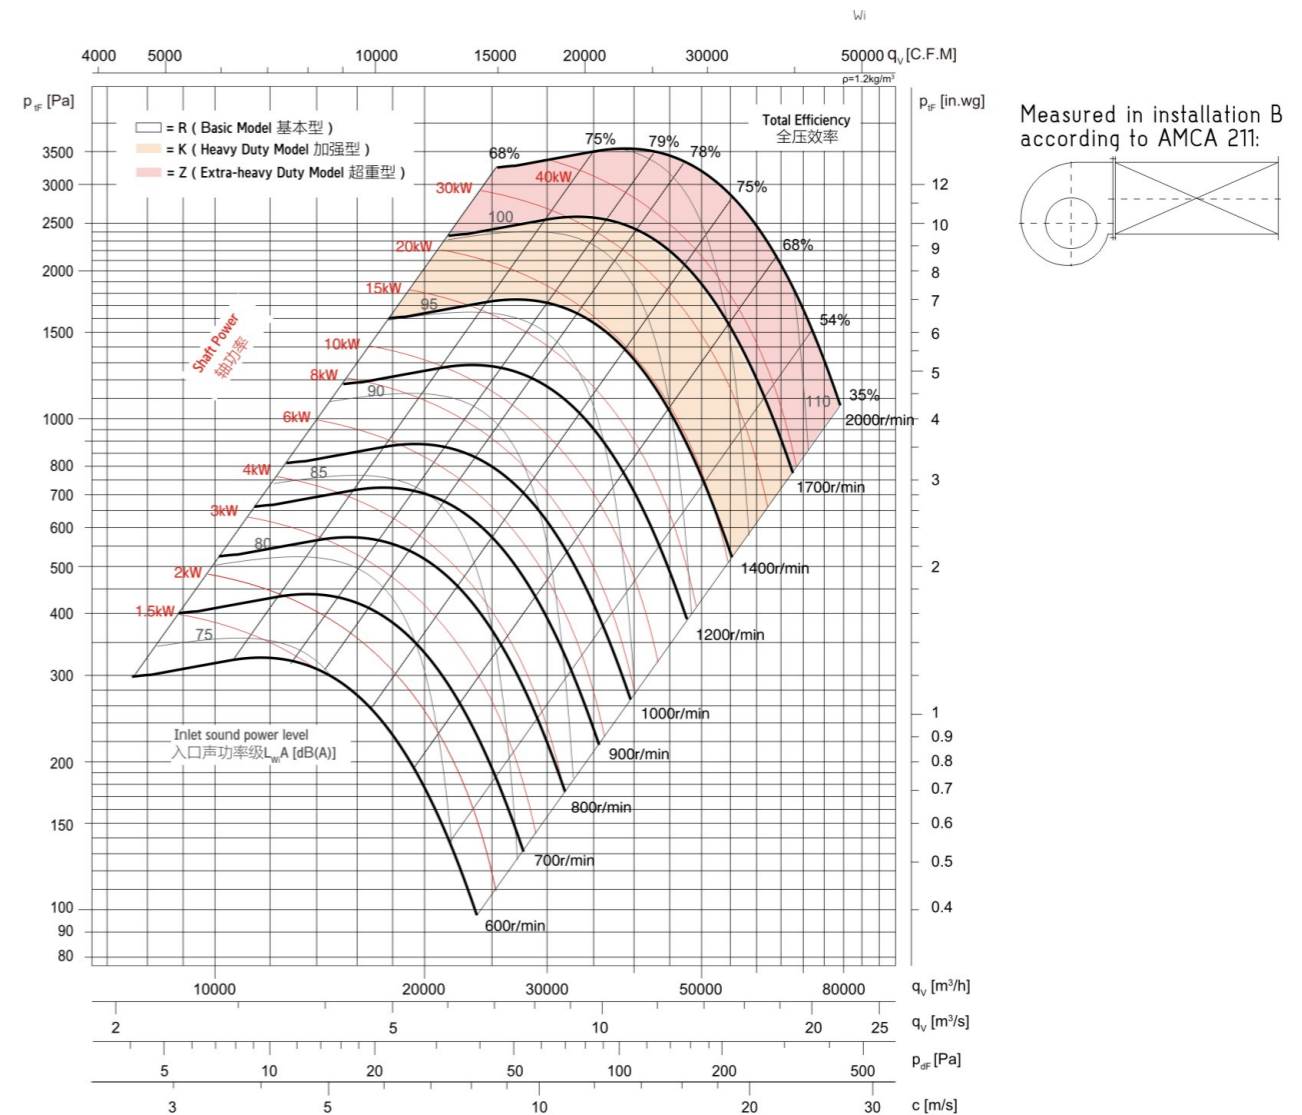 Wi
4000 5000 10000 15000 20000 30000 50000 qV [C.F.M]
ρ=1.2kg/m³
ptF [Pa]
ptF [in.wg]
Measured in installation B
according to AMCA 211:
= R ( Basic Model 基本型 )
= K ( Heavy Duty Model 加强型 )
= Z ( Extra-heavy Duty Model 超重型 )
Total Efficiency
全压效率
68% 75% 79% 78% 75% 68% 54% 35%
3500
3000
2500
2000
1500
1000
800
700
600
500
400
300
200
150
100
90
80
12
10
9
8
7
6
5
4
3
2
1
0.9
0.8
0.7
0.6
0.5
0.4
40kW
30kW
20kW
15kW
10kW
8kW
6kW
4kW
3kW
2kW
1.5kW
Shaft Power
轴功率
100
95
90
85
80
75
110
2000r/min
1700r/min
1400r/min
1200r/min
1000r/min
900r/min
800r/min
700r/min
600r/min
Inlet sound power level
入口声功率级LWiA [dB(A)]
10000 20000 30000 50000 80000 qV [m³/h]
2 5 10 20 25 qV [m³/s]
5 10 20 50 100 200 500 pdF [Pa]
3 5 10 20 30 c [m/s]